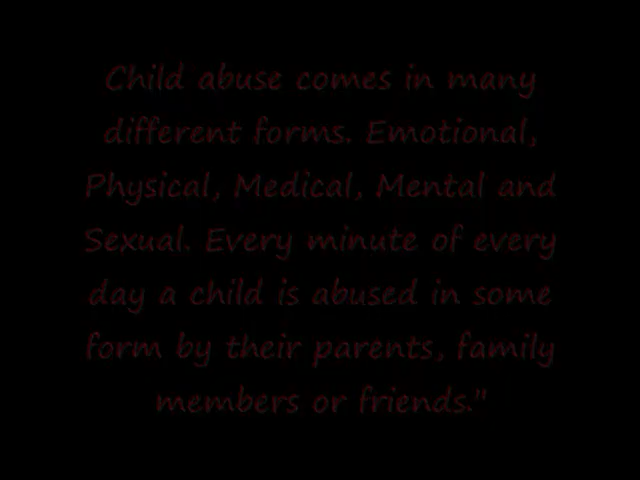 Child abuse comes in many
different forms. Emotional,
Physical, Medical, Mental and
Sexual. Every minute of every
day a child is abused in some
form by their parents, family
members or friends."